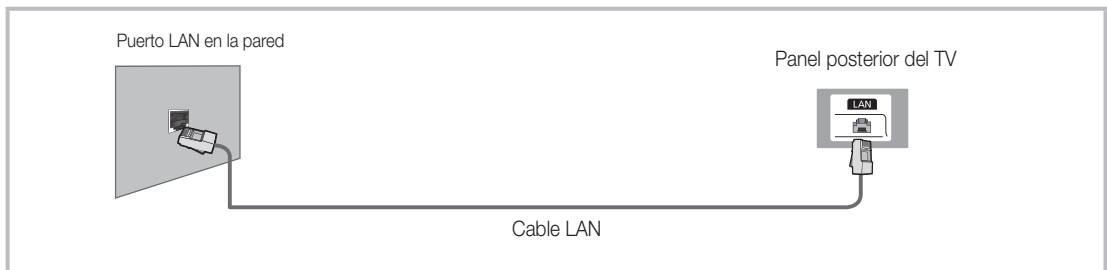 Puerto LAN en la pared
Panel posterior del TV
LAN
Cable LAN